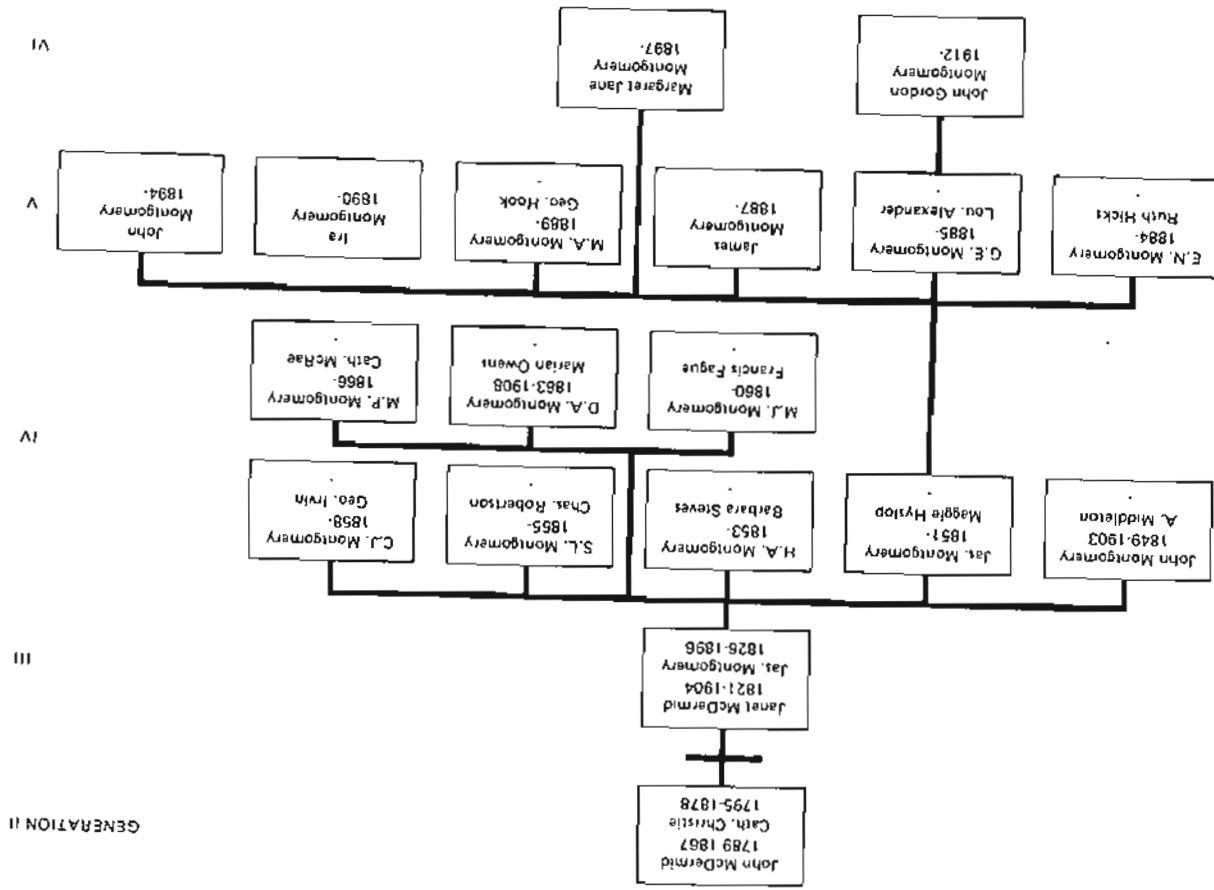 GENERATION II
John McDermid
1789-1867
Cath. Christie
1795-1878
III
Janet McDermid
1821-1904
Jas. Montgomery
1826-1896
John Montgomery
1849-1903
A. Middleton
Jas. Montgomery
1851-
Maggie Hyslop
H.A. Montgomery
1853-
Barbara Steves
S.L. Montgomery
1855-
Chas. Robertson
C.J. Montgomery
1858-
Geo. Irvin
IV
M.J. Montgomery
1860-
Francis Fague
D.A. Montgomery
1863-1908
Marian Owens
M.P. Montgomery
1866-
Cath. McRae
E.N. Montgomery
1884-
Ruth Hicks
G.E. Montgomery
1885-
Lou. Alexander
James
Montgomery
1887-
M.A. Montgomery
1889-
Geo. Hook
Ira
Montgomery
1890-
John
Montgomery
1894-
V
John Gordon
Montgomery
1912-
Margaret Jane
Montgomery
1897-
VI